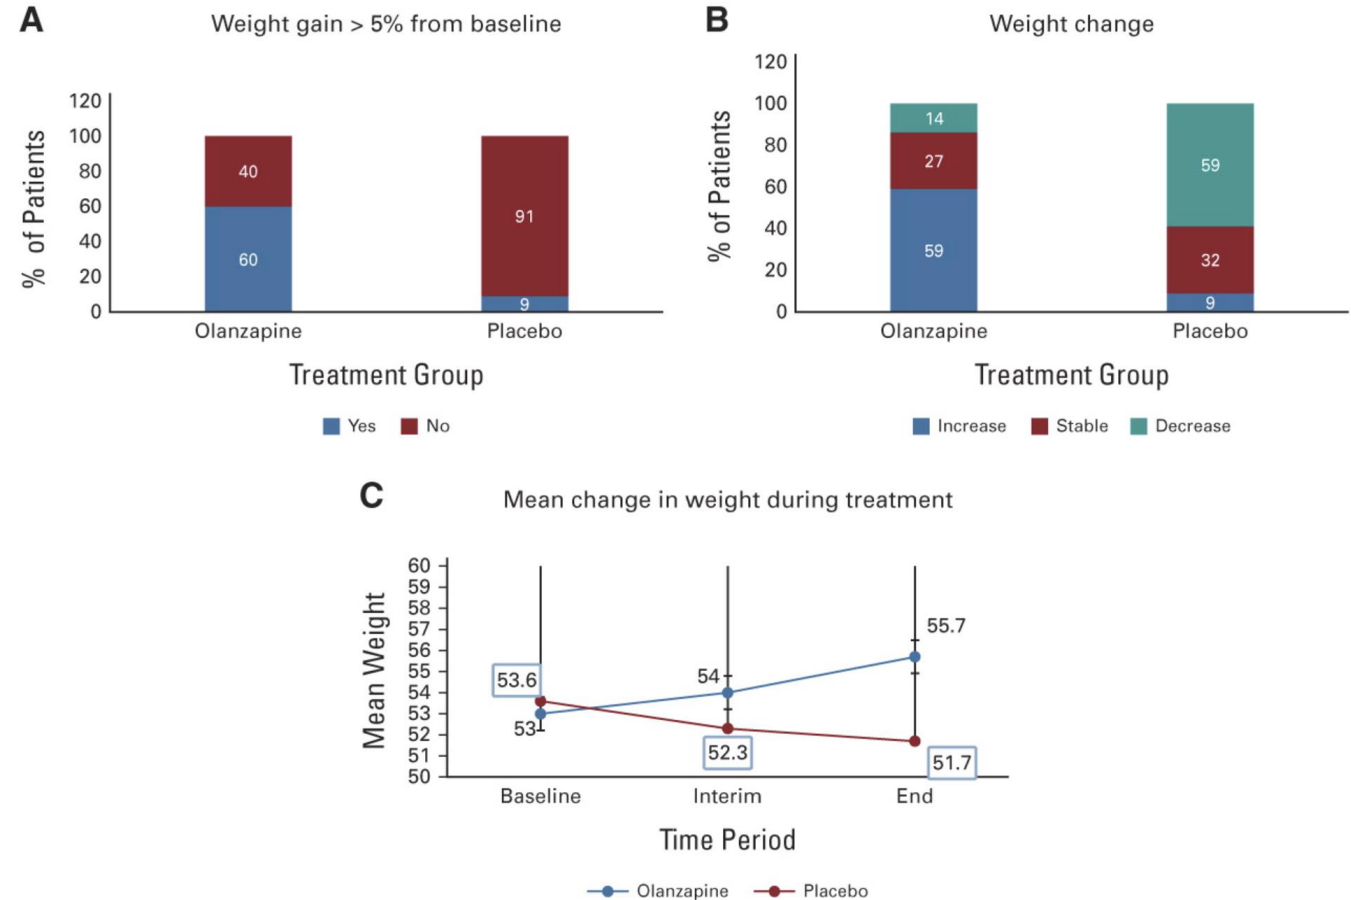 A
Weight gain > 5% from baseline
% of Patients
120
100
80
60
40
20
0
40
60
91
9
Olanzapine
Placebo
Treatment Group
Yes
No
B
Weight change
% of Patients
120
100
80
60
40
20
0
14
27
59
59
32
9
Olanzapine
Placebo
Treatment Group
Increase
Stable
Decrease
C
Mean change in weight during treatment
Mean Weight
60
59
58
57
56
55
54
53
52
51
50
53.6
53
54
52.3
55.7
51.7
Baseline
Interim
End
Time Period
Olanzapine
Placebo